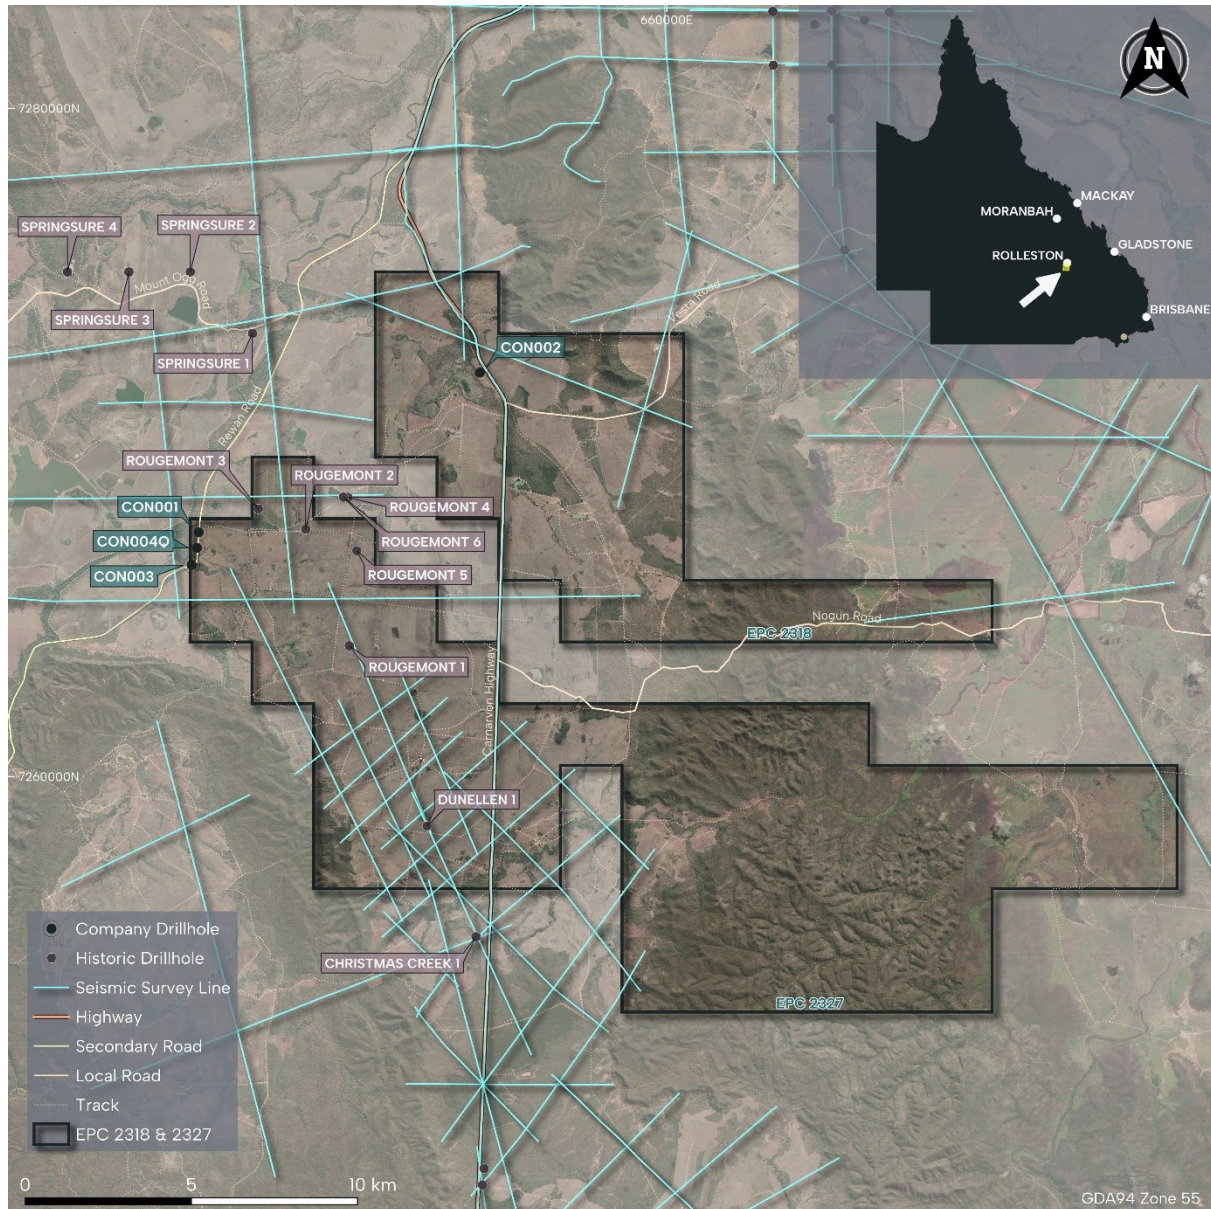 660000E
N
7280000N
MACKAY
MORANBAH
GLADSTONE
ROLLESTON
BRISBANE
SPRINGSURE 4
SPRINGSURE 2
Mount Ogg Road
SPRINGSURE 3
SPRINGSURE 1
Vesta Road
CON002
Rewan Road
ROUGEMONT 3
ROUGEMONT 2
CON001
ROUGEMONT 4
CON004Q
ROUGEMONT 6
CON003
ROUGEMONT 5
Nogun Road
EPC 2318
ROUGEMONT 1
Carnarvon Highway
7260000N
DUNELLEN 1
CHRISTMAS CREEK 1
EPC 2327
Company Drillhole
Historic Drillhole
Seismic Survey Line
Highway
Secondary Road
Local Road
Track
EPC 2318 & 2327
0 5 10 km
GDA94 Zone 55